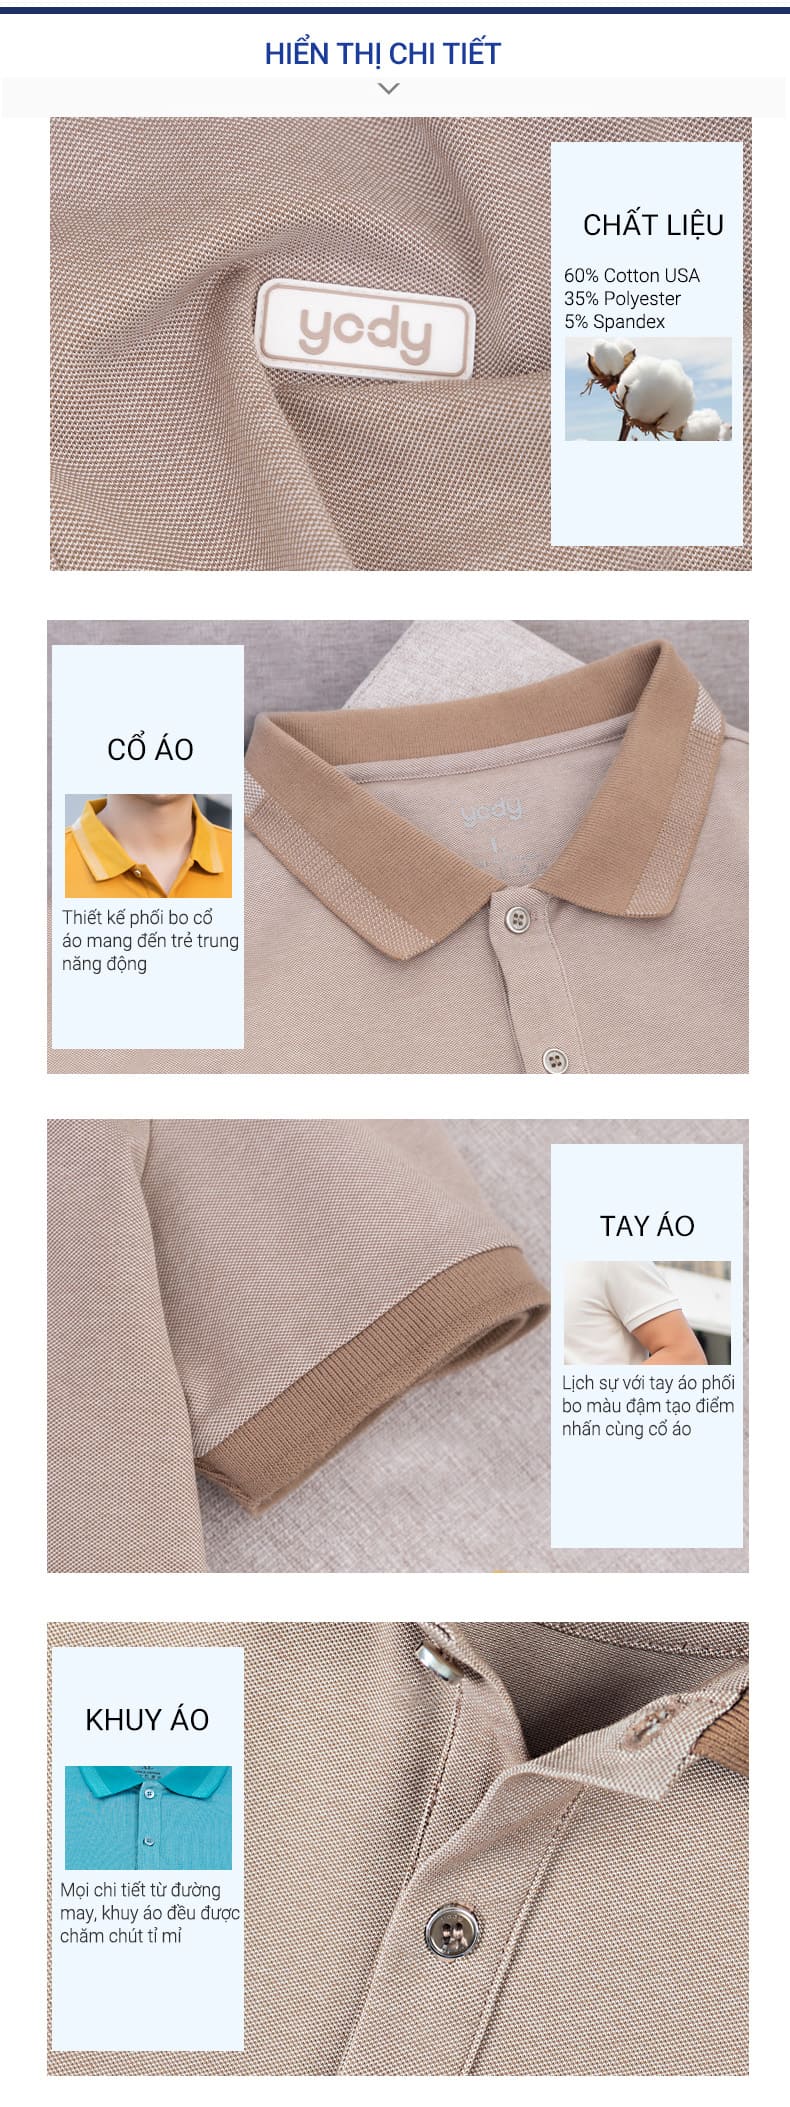 HIỂN THỊ CHI TIẾT
yody
CHẤT LIỆU
60% Cotton USA
35% Polyester
5% Spandex
CỔ ÁO
Thiết kế phối bo cổ
áo mang đến trẻ trung
năng động
yody
L
TAY ÁO
Lịch sự với tay áo phối
bo màu đậm tạo điểm
nhấn cùng cổ áo
KHUY ÁO
Mọi chi tiết từ đường
may, khuy áo đều được
chăm chút tỉ mỉ